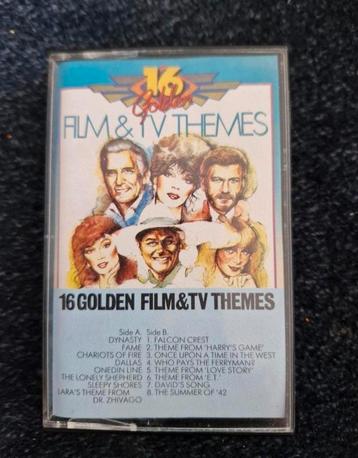 16
Golden
FILM & TV THEMES
16 GOLDEN FILM&TV THEMES
Side A. Side B.
DYNASTY 1. FALCON CREST
FAME 2. THEME FROM 'HARRY'S GAME'
CHARIOTS OF FIRE 3. ONCE UPON A TIME IN THE WEST
DALLAS 4. WHO PAYS THE FERRYMAN?
ONEDIN LINE 5. THEME FROM 'LOVE STORY'
THE LONELY SHEPHERD 6. THEME FROM 'E.T.'
SLEEPY SHORES 7. DAVID'S SONG
LARA'S THEME FROM 8. THE SUMMER OF '42
DR. ZHIVAGO